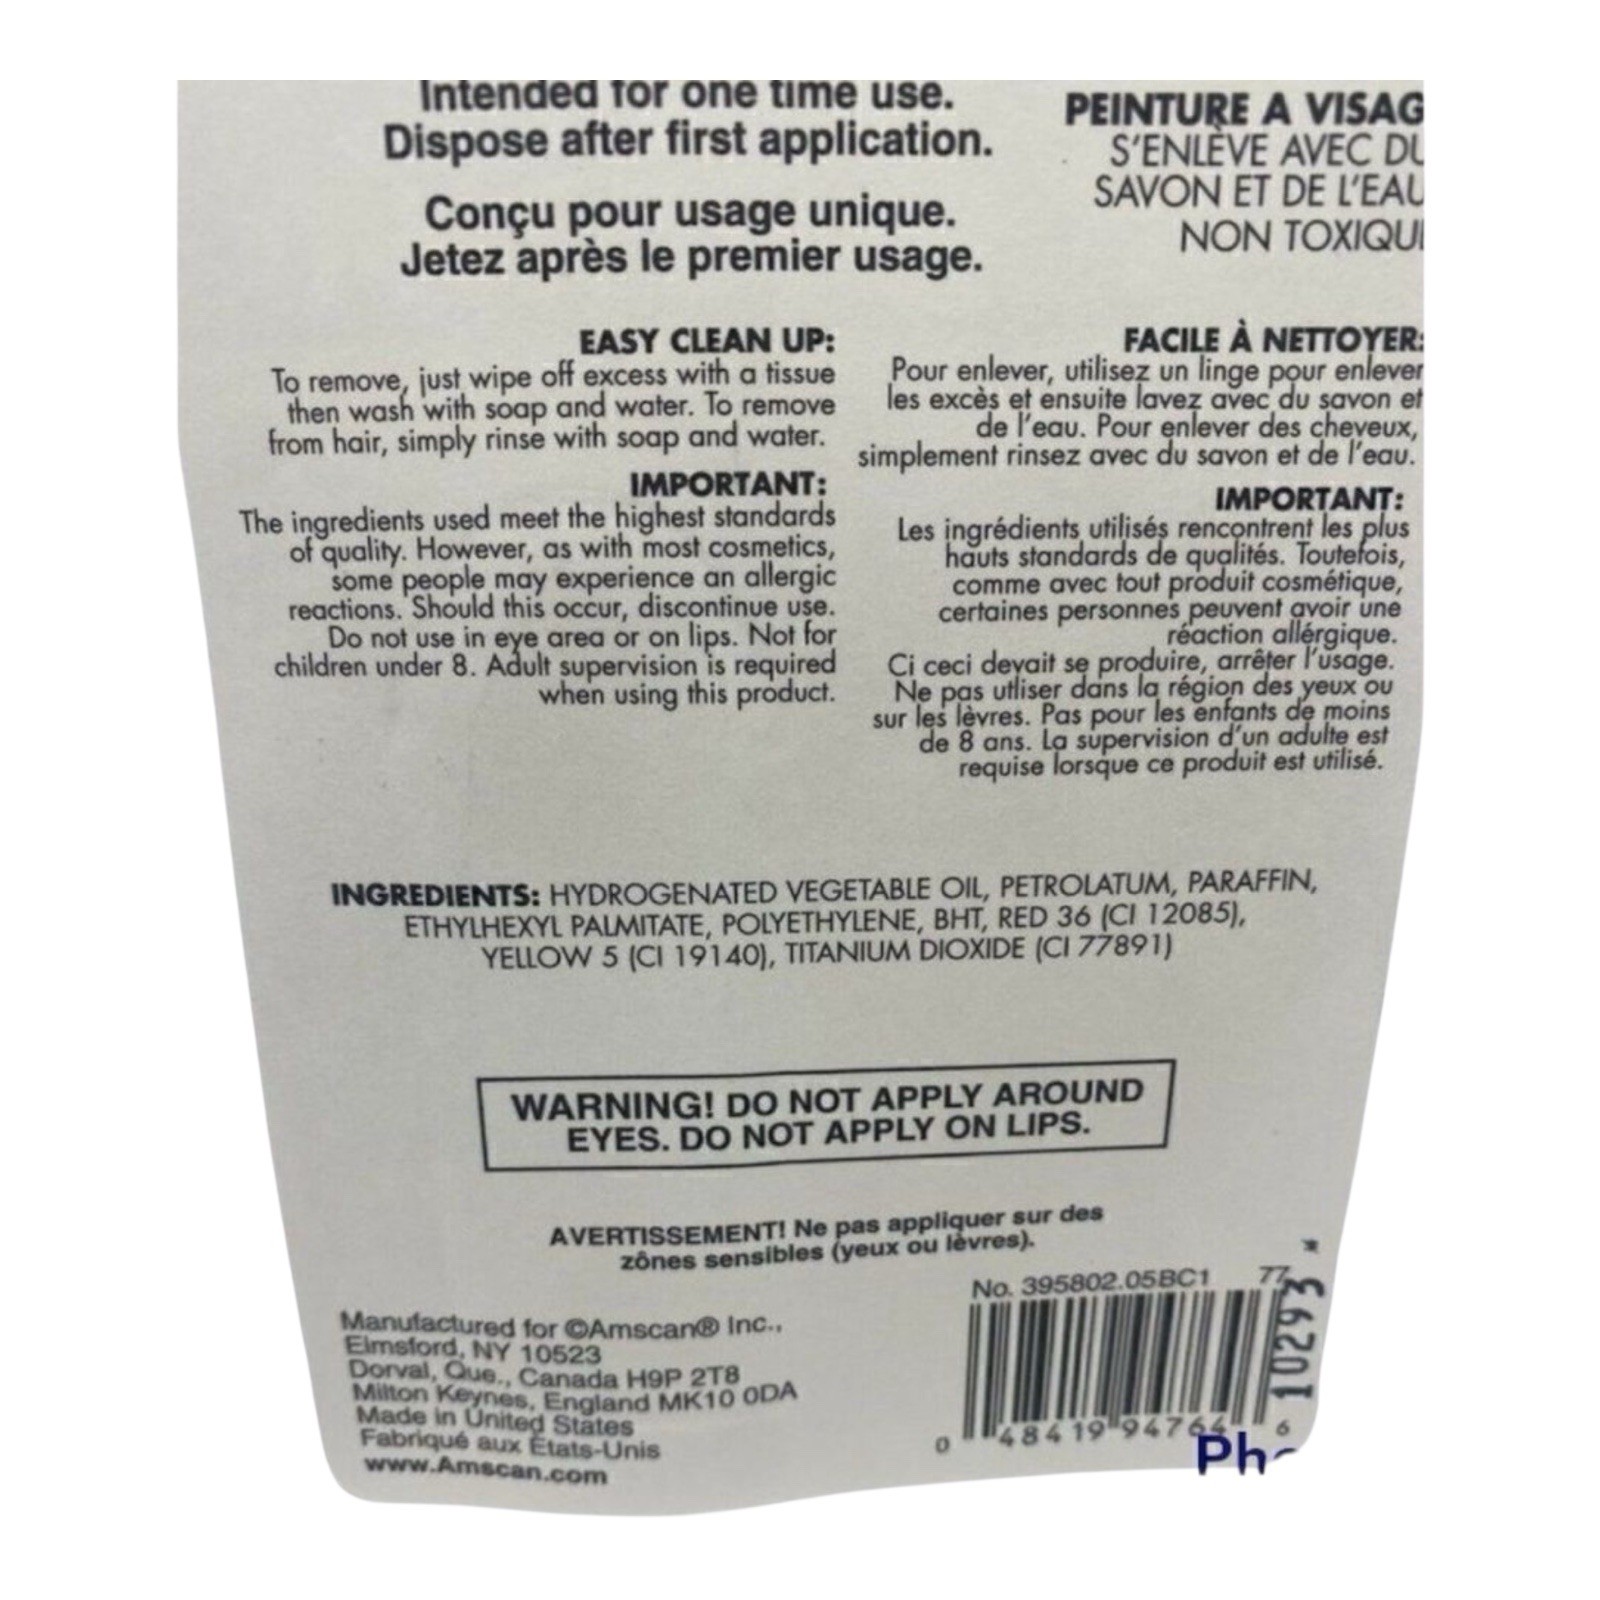 Intended for one time use.
Dispose after first application.
Conçu pour usage unique.
Jetez après le premier usage.
PEINTURE A VISAG
S'ENLÈVE AVEC DU
SAVON ET DE L'EAU
NON TOXIQU
EASY CLEAN UP:
To remove, just wipe off excess with a tissue
then wash with soap and water. To remove
from hair, simply rinse with soap and water.
IMPORTANT:
The ingredients used meet the highest standards
of quality. However, as with most cosmetics,
some people may experience an allergic
reactions. Should this occur, discontinue use.
Do not use in eye area or on lips. Not for
children under 8. Adult supervision is required
when using this product.
FACILE À NETTOYER:
Pour enlever, utilisez un linge pour enlever
les excès et ensuite lavez avec du savon et
de l'eau. Pour enlever des cheveux,
simplement rinsez avec du savon et de l'eau.
IMPORTANT:
Les ingrédients utilisés rencontrent les plus
hauts standards de qualités. Toutefois,
comme avec tout produit cosmétique,
certaines personnes peuvent avoir une
réaction allérgique.
Ci ceci devait se produire, arrêter l'usage.
Ne pas utliser dans la région des yeux ou
sur les lèvres. Pas pour les enfants de moins
de 8 ans. La supervision d'un adulte est
requise lorsque ce produit est utilisé.
INGREDIENTS: HYDROGENATED VEGETABLE OIL, PETROLATUM, PARAFFIN,
ETHYLHEXYL PALMITATE, POLYETHYLENE, BHT, RED 36 (CI 12085),
YELLOW 5 (CI 19140), TITANIUM DIOXIDE (CI 77891)
WARNING! DO NOT APPLY AROUND
EYES. DO NOT APPLY ON LIPS.
AVERTISSEMENT! Ne pas appliquer sur des
zônes sensibles (yeux ou lèvres).
Manufactured for ©Amscan® Inc.,
Elmsford, NY 10523
Dorval, Que., Canada H9P 2T8
Milton Keynes, England MK10 0DA
Made in United States
Fabriqué aux États-Unis
www.Amscan.com
No. 395802.05BC1 77
0 48419 94764 6
10293 *
Ph